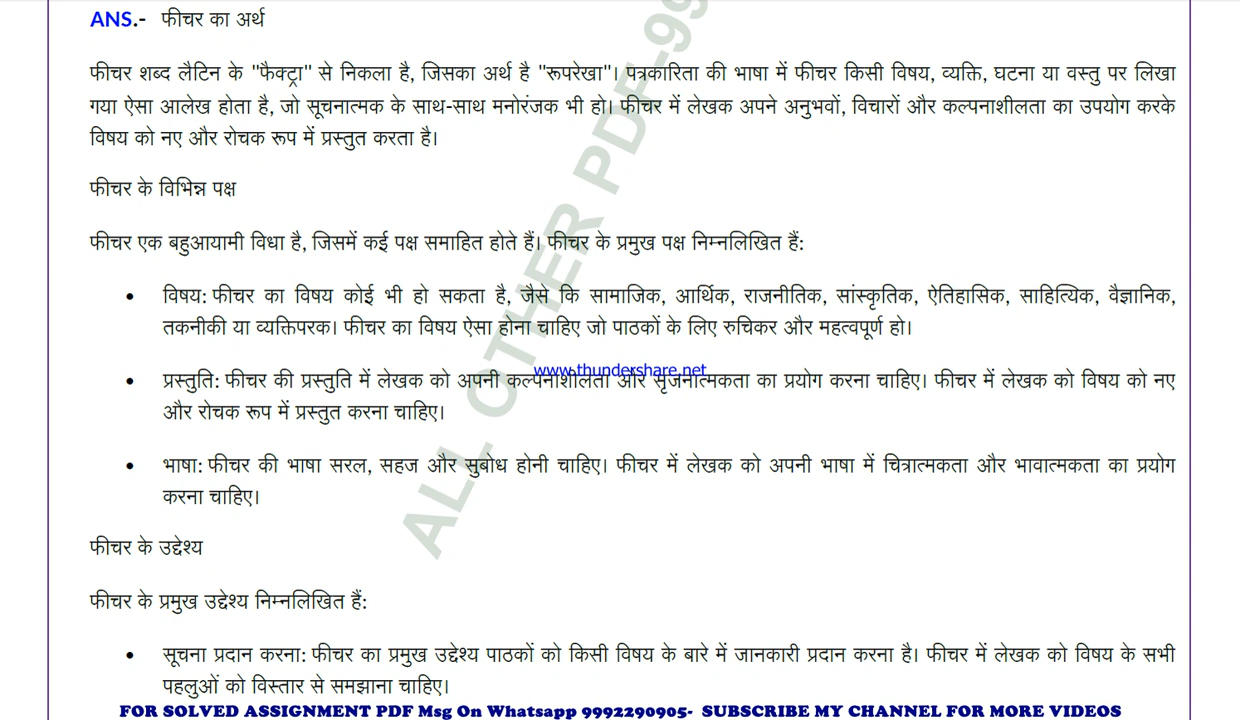 ANS.- फीचर का अर्थ
फीचर शब्द लैटिन के "फैक्ट्रा" से निकला है, जिसका अर्थ है "रूपरेखा"। पत्रकारिता की भाषा में फीचर किसी विषय, व्यक्ति, घटना या वस्तु पर लिखा
गया ऐसा आलेख होता है, जो सूचनात्मक के साथ-साथ मनोरंजक भी हो। फीचर में लेखक अपने अनुभवों, विचारों और कल्पनाशीलता का उपयोग करके
विषय को नए और रोचक रूप में प्रस्तुत करता है।
फीचर के विभिन्न पक्ष
फीचर एक बहुआयामी विधा है, जिसमें कई पक्ष समाहित होते हैं। फीचर के प्रमुख पक्ष निम्नलिखित हैं:
• विषय: फीचर का विषय कोई भी हो सकता है, जैसे कि सामाजिक, आर्थिक, राजनीतिक, सांस्कृतिक, ऐतिहासिक, साहित्यिक, वैज्ञानिक,
तकनीकी या व्यक्तिपरक। फीचर का विषय ऐसा होना चाहिए जो पाठकों के लिए रुचिकर और महत्वपूर्ण हो।
www.thundershare.net
• प्रस्तुति: फीचर की प्रस्तुति में लेखक को अपनी कल्पनाशीलता और सृजनात्मकता का प्रयोग करना चाहिए। फीचर में लेखक को विषय को नए
और रोचक रूप में प्रस्तुत करना चाहिए।
• भाषा: फीचर की भाषा सरल, सहज और सुबोध होनी चाहिए। फीचर में लेखक को अपनी भाषा में चित्रात्मकता और भावात्मकता का प्रयोग
करना चाहिए।
ALL OTHER PDF-99
फीचर के उद्देश्य
फीचर के प्रमुख उद्देश्य निम्नलिखित हैं:
• सूचना प्रदान करना: फीचर का प्रमुख उद्देश्य पाठकों को किसी विषय के बारे में जानकारी प्रदान करना है। फीचर में लेखक को विषय के सभी
पहलुओं को विस्तार से समझाना चाहिए।
FOR SOLVED ASSIGNMENT PDF Msg On Whatsapp 9992290905- SUBSCRIBE MY CHANNEL FOR MORE VIDEOS